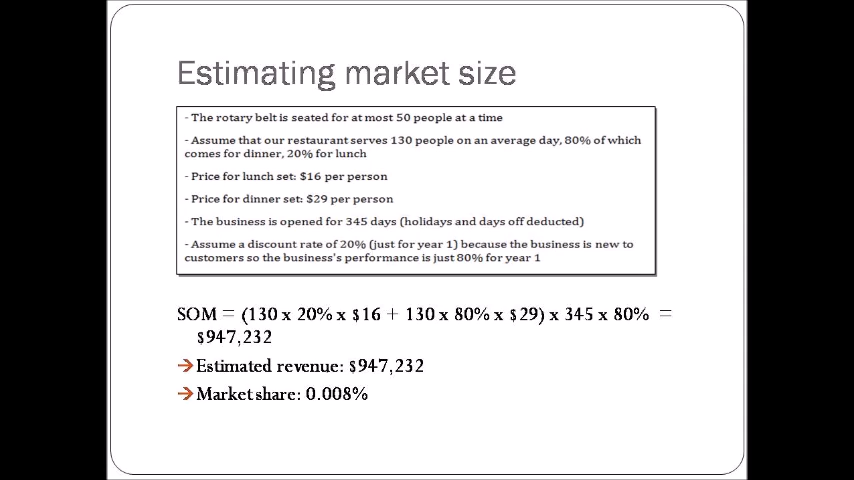 Estimating market size
- The rotary belt is seated for at most 50 people at a time
- Assume that our restaurant serves 130 people on an average day, 80% of which
comes for dinner, 20% for lunch
- Price for lunch set: $16 per person
- Price for dinner set: $29 per person
- The business is opened for 345 days (holidays and days off deducted)
- Assume a discount rate of 20% (just for year 1) because the business is new to
customers so the business's performance is just 80% for year 1
SOM = (130 x 20% x $16 + 130 x 80% x $29) x 345 x 80% =
$947,232
→ Estimated revenue: $947,232
→ Market share: 0.008%